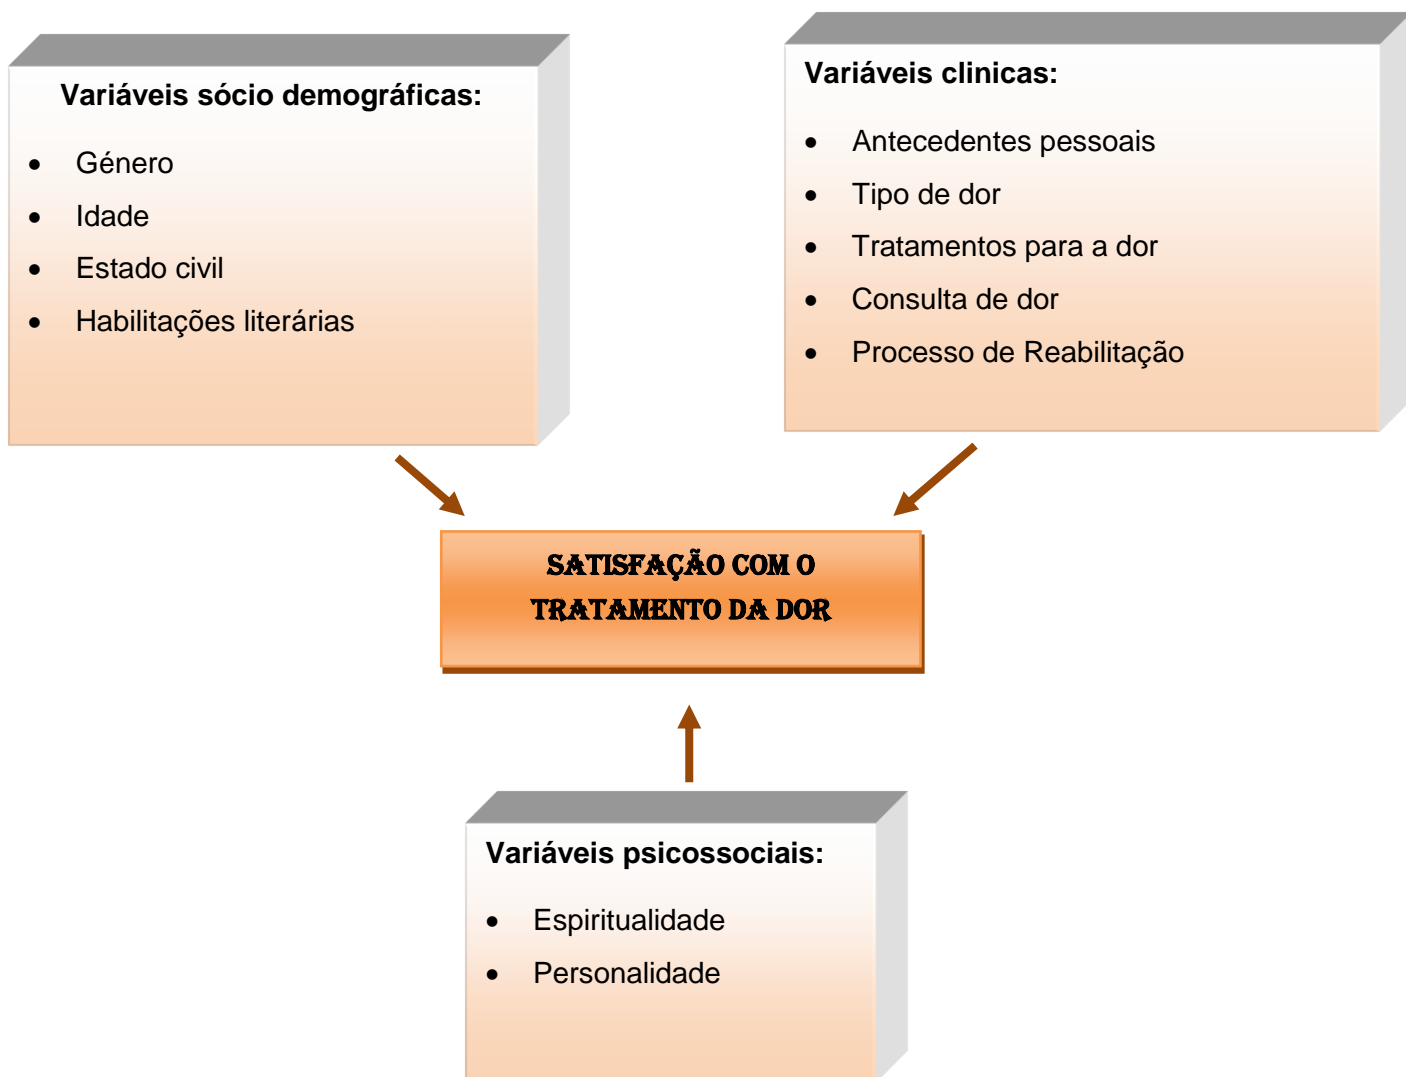 Variáveis sócio demográficas:
• Género
• Idade
• Estado civil
• Habilitações literárias
Variáveis clinicas:
• Antecedentes pessoais
• Tipo de dor
• Tratamentos para a dor
• Consulta de dor
• Processo de Reabilitação
SATISFAÇÃO COM O
TRATAMENTO DA DOR
Variáveis psicossociais:
• Espiritualidade
• Personalidade